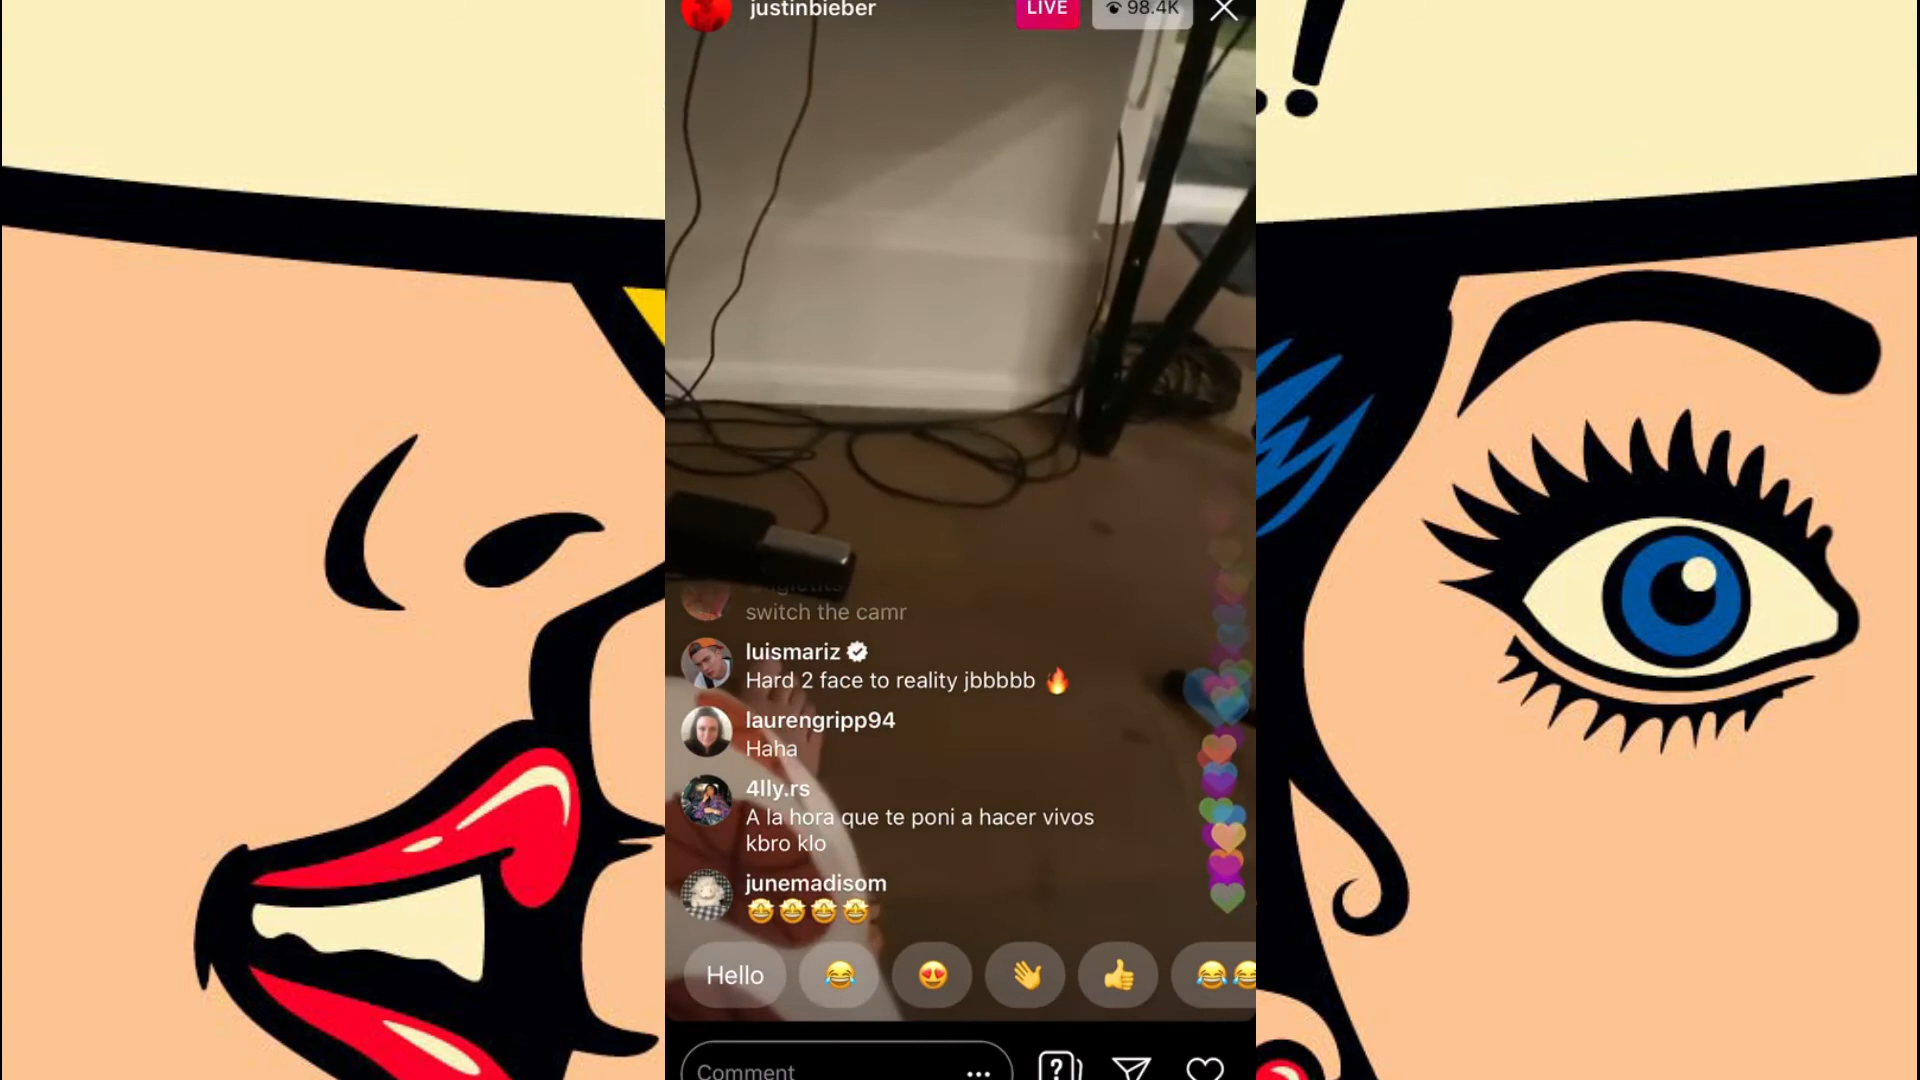 justinbieber
LIVE
98.4K
!
switch the camr
luismariz
Hard 2 face to reality jbbbbb 🔥
laurengripp94
Haha
4lly.rs
A la hora que te poni a hacer vivos
kbro klo
junemadisom
🤩🤩🤩🤩
Hello 😂 😍 👋 👍 😂😂
Comment